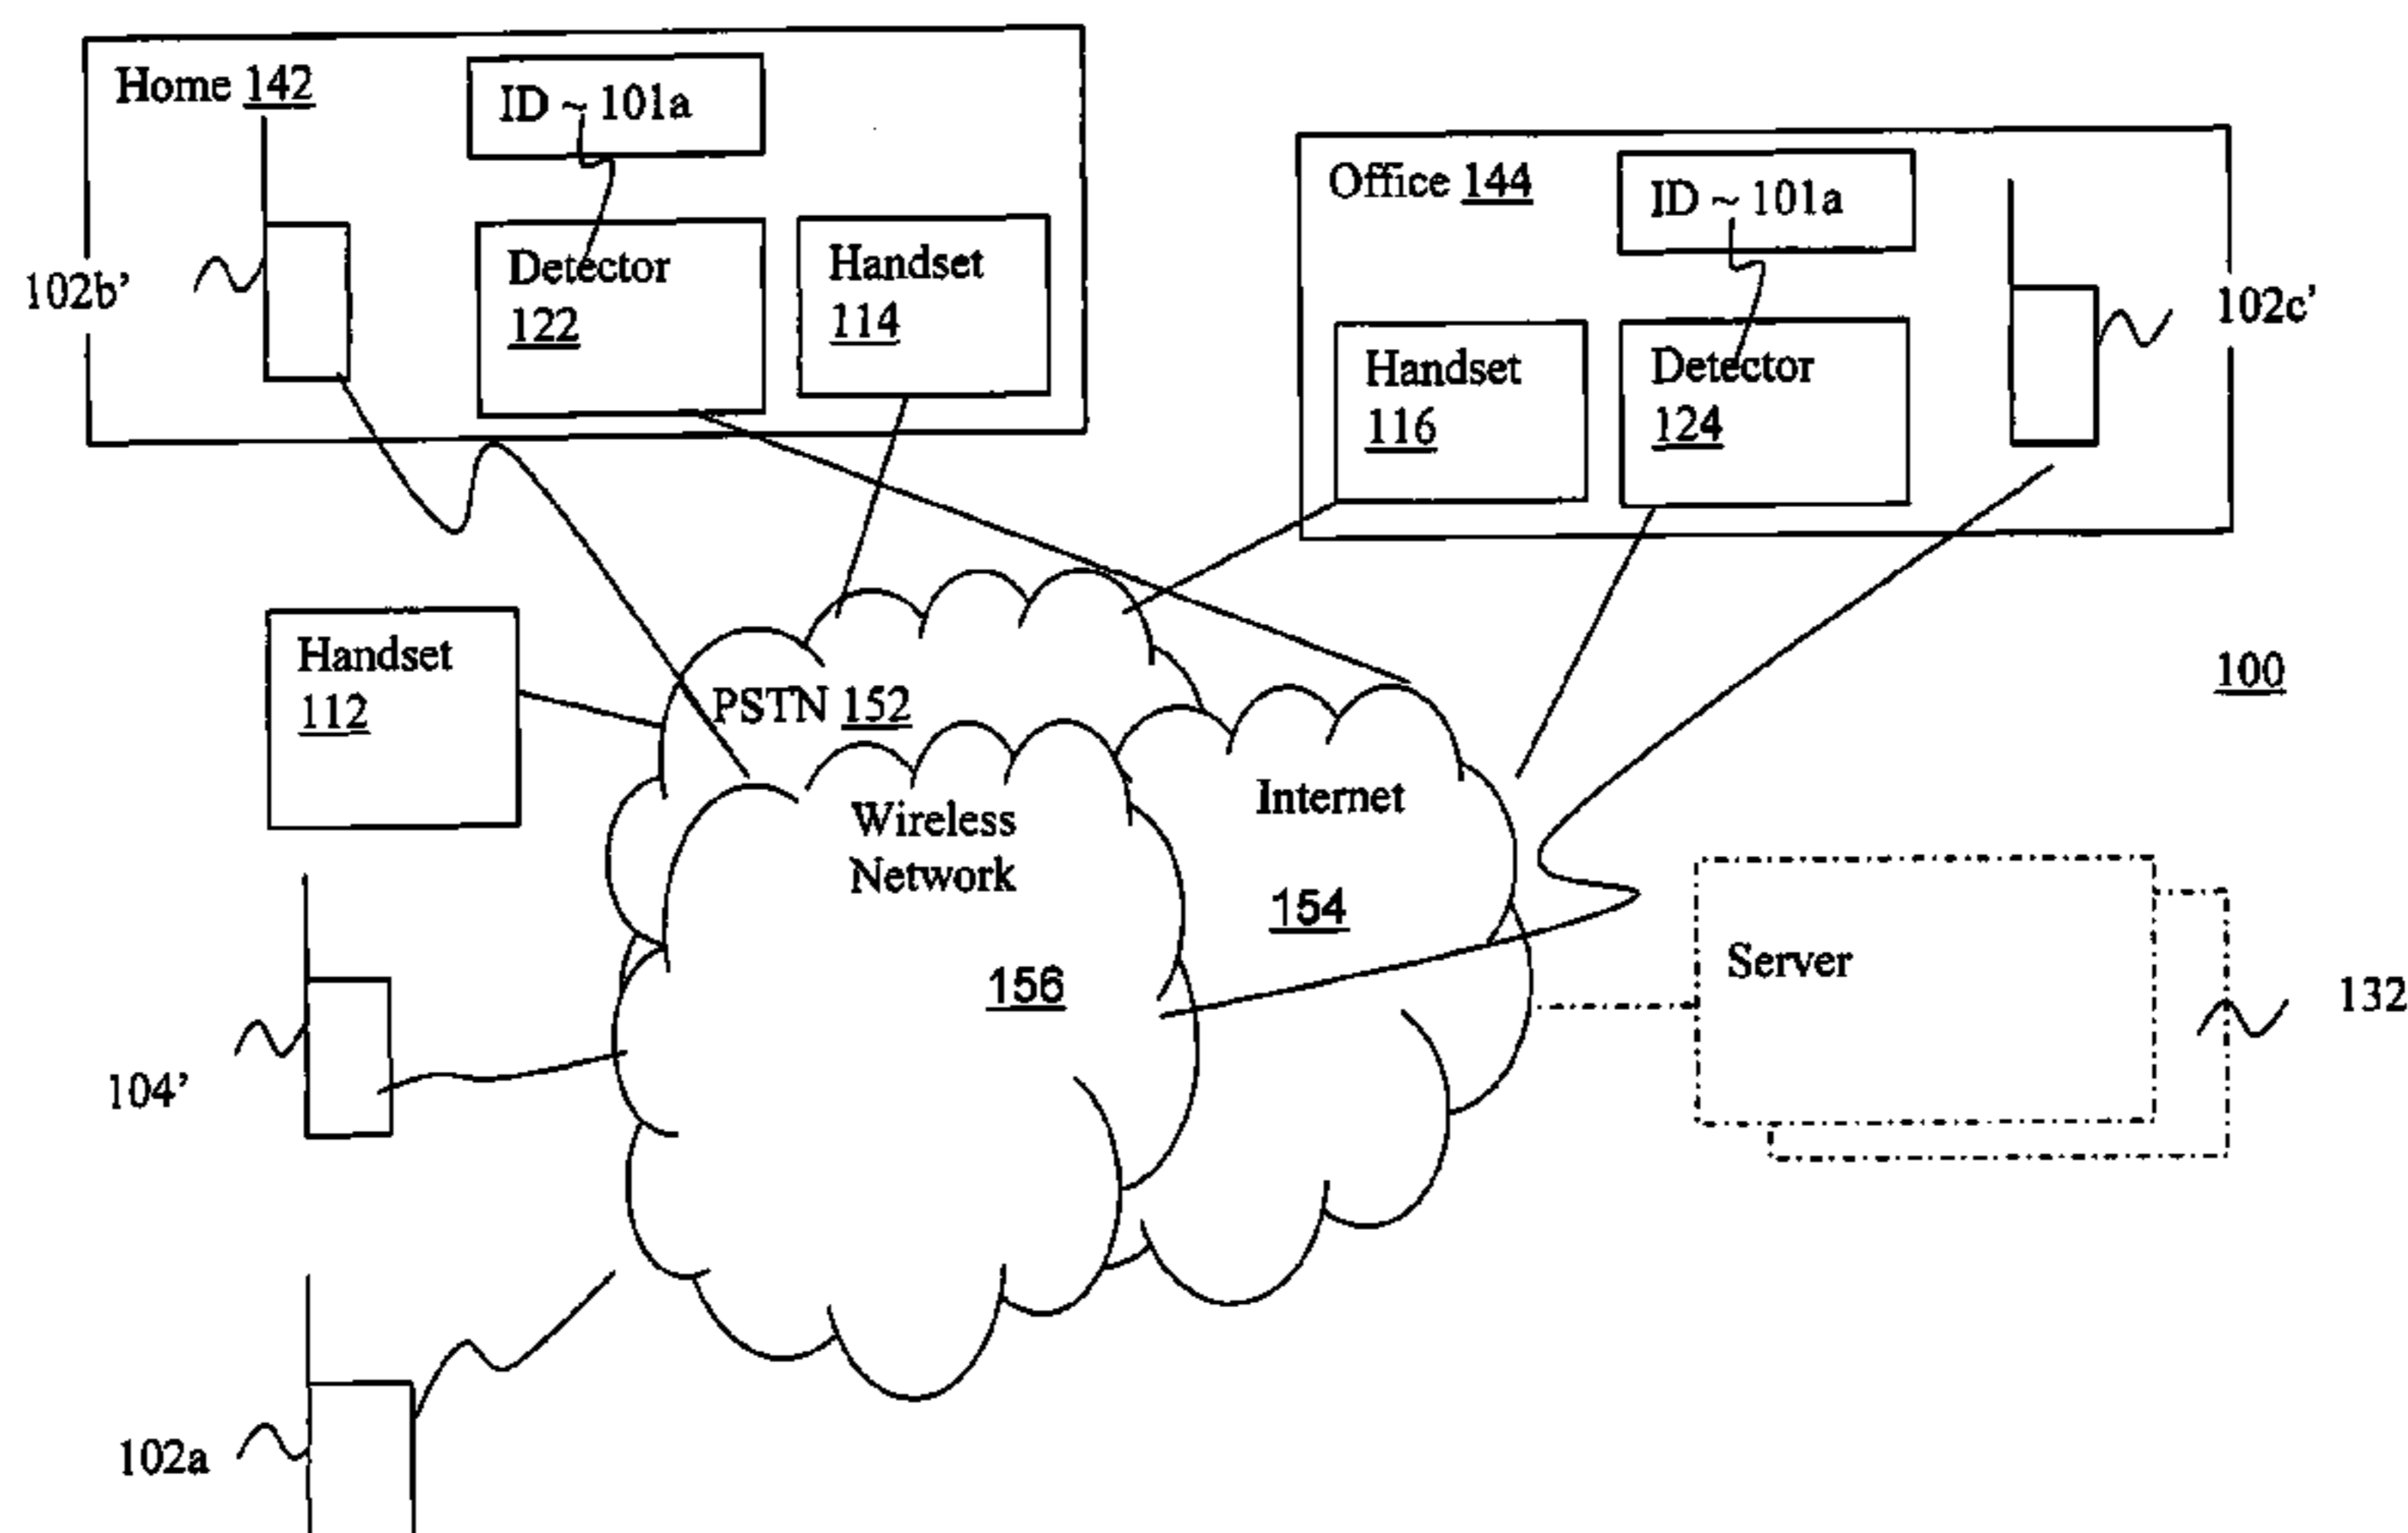 Home 142
ID ~ 101a
Detector
122
Handset
114
102b’
Office 144
ID ~ 101a
Handset
116
Detector
124
102c’
Handset
112
PSTN 152
100
Wireless
Network
156
Internet
154
Server
132
104’
102a